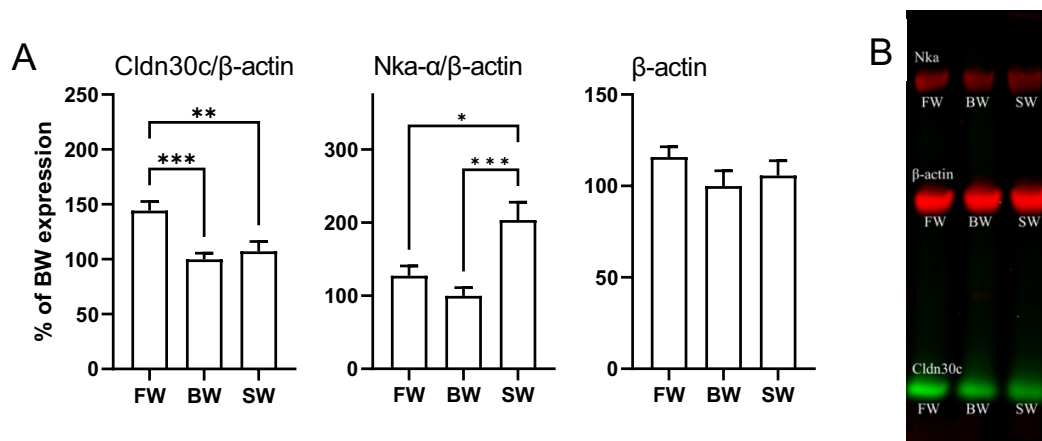 A
Cldn30c/β-actin
Nka-α/β-actin
β-actin
B
% of BW expression
250
200
150
100
50
0
**
***
FW BW SW
300
200
100
0
*
***
FW BW SW
150
100
50
0
FW BW SW
Nka
FW BW SW
β-actin
FW BW SW
Cldn30c
FW BW SW